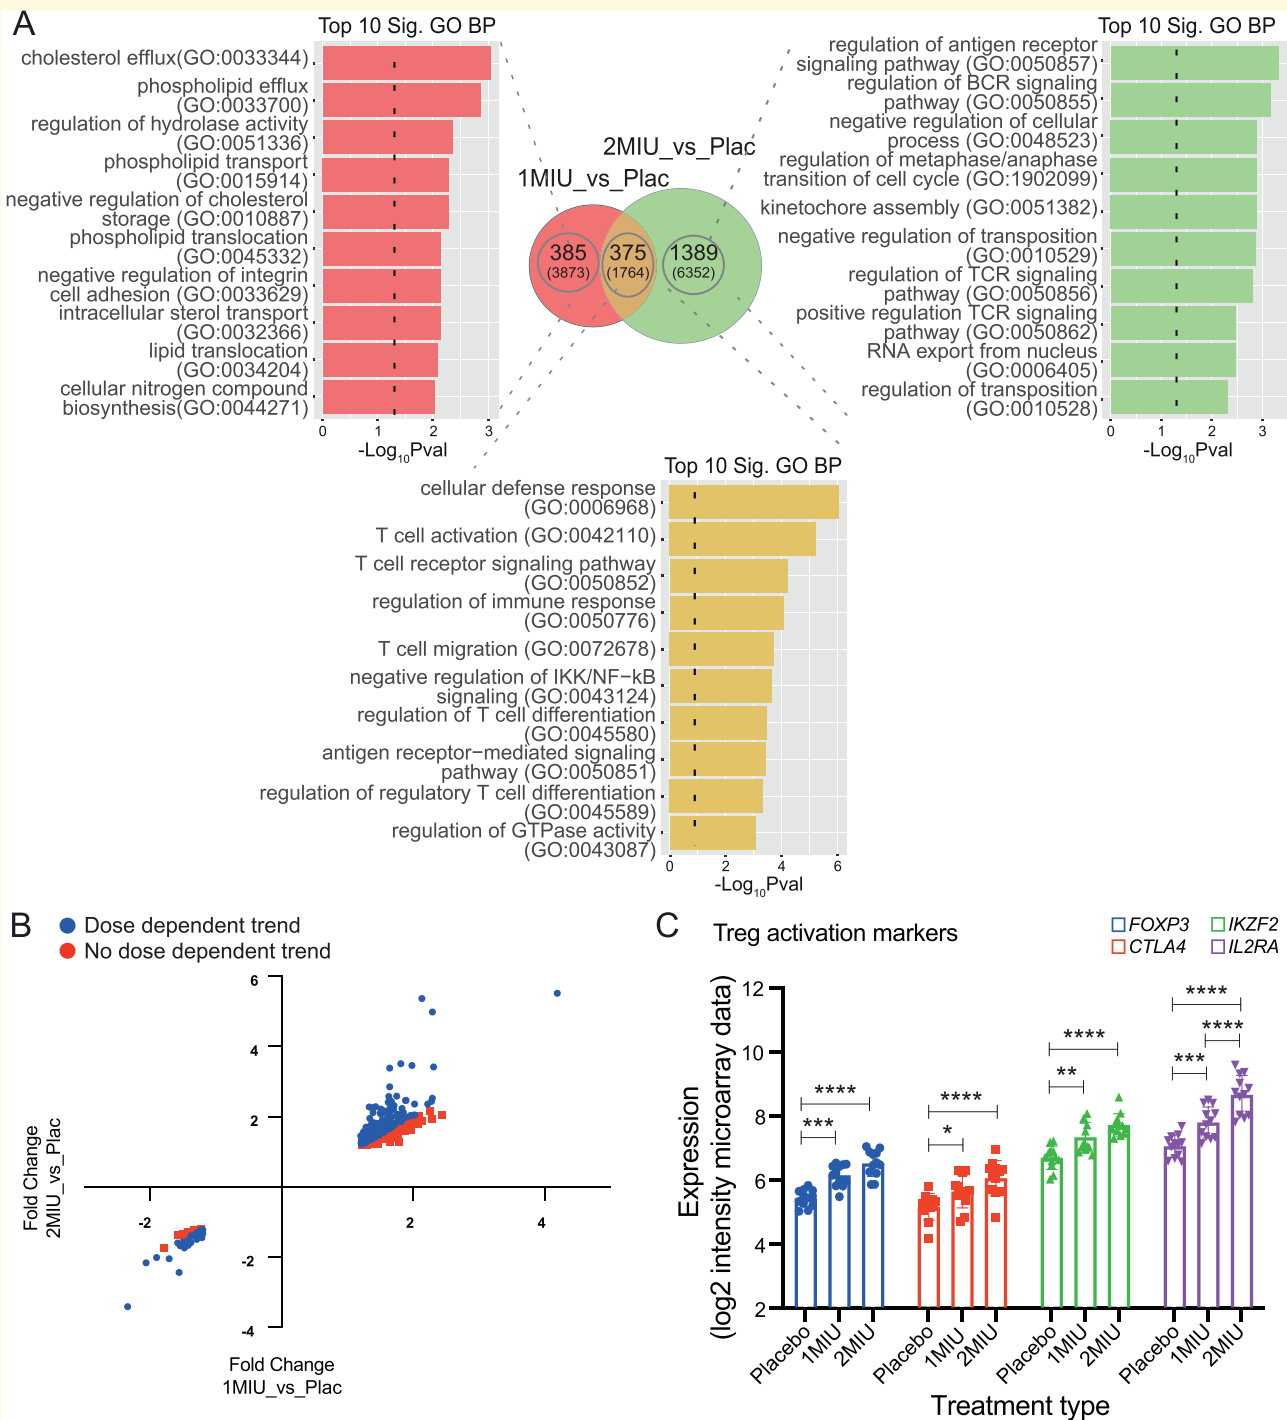 A
Top 10 Sig. GO BP
cholesterol efflux(GO:0033344)
phospholipid efflux
(GO:0033700)
regulation of hydrolase activity
(GO:0051336)
phospholipid transport
(GO:0015914)
negative regulation of cholesterol
storage (GO:0010887)
phospholipid translocation
(GO:0045332)
negative regulation of integrin
cell adhesion (GO:0033629)
intracellular sterol transport
(GO:0032366)
lipid translocation
(GO:0034204)
cellular nitrogen compound
biosynthesis(GO:0044271)
0 1 2 3
-Log10Pval
2MIU_vs_Plac
1MIU_vs_Plac
385 375 1389
(3873) (1764) (6352)
Top 10 Sig. GO BP
regulation of antigen receptor
signaling pathway (GO:0050857)
regulation of BCR signaling
pathway (GO:0050855)
negative regulation of cellular
process (GO:0048523)
regulation of metaphase/anaphase
transition of cell cycle (GO:1902099)
kinetochore assembly (GO:0051382)
negative regulation of transposition
(GO:0010529)
regulation of TCR signaling
pathway (GO:0050856)
positive regulation TCR signaling
pathway (GO:0050862)
RNA export from nucleus
(GO:0006405)
regulation of transposition
(GO:0010528)
0 1 2 3
-Log10Pval
Top 10 Sig. GO BP
cellular defense response
(GO:0006968)
T cell activation (GO:0042110)
T cell receptor signaling pathway
(GO:0050852)
regulation of immune response
(GO:0050776)
T cell migration (GO:0072678)
negative regulation of IKK/NF−kB
signaling (GO:0043124)
regulation of T cell differentiation
(GO:0045580)
antigen receptor−mediated signaling
pathway (GO:0050851)
regulation of regulatory T cell differentiation
(GO:0045589)
regulation of GTPase activity
(GO:0043087)
0 2 4 6
-Log10Pval
B
Dose dependent trend
No dose dependent trend
6
4
2
-2 2 4
-2
-4
Fold Change
2MIU_vs_Plac
Fold Change
1MIU_vs_Plac
C
Treg activation markers
FOXP3 IKZF2
CTLA4 IL2RA
Expression
(log2 intensity microarray data)
12
10
8
6
4
2
*** ****
* ****
** ****
*** **** ****
Placebo 1MIU 2MIU Placebo 1MIU 2MIU Placebo 1MIU 2MIU Placebo 1MIU 2MIU
Treatment type